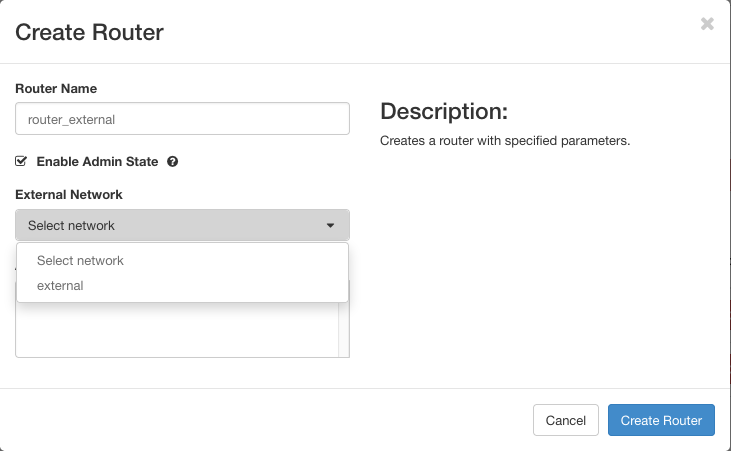 Create Router
×
Router Name
router_external
Enable Admin State ?
External Network
Select network
Select network
external
Description:
Creates a router with specified parameters.
Cancel
Create Router